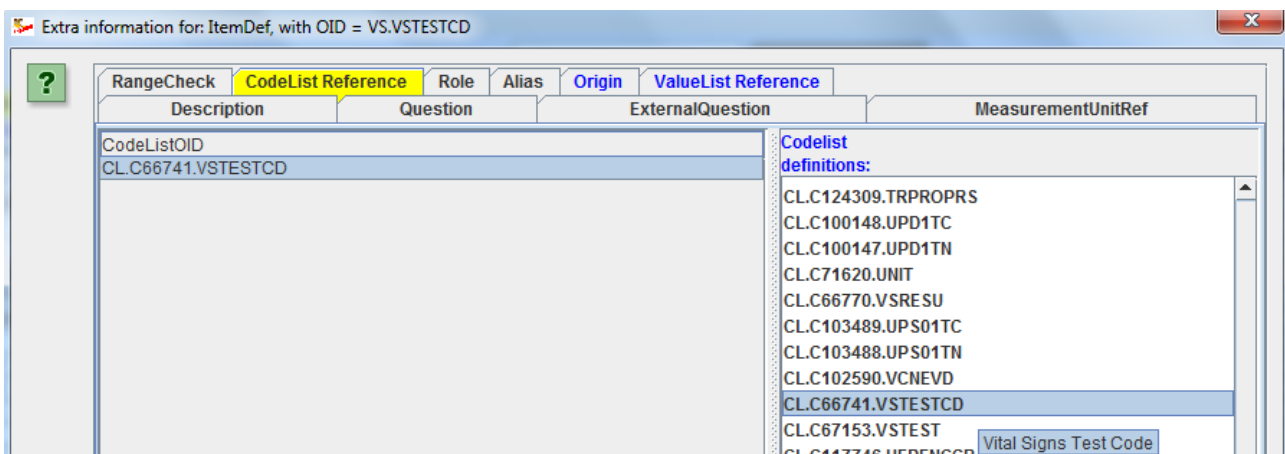 Extra information for: ItemDef, with OID = VS.VSTESTCD
x
?
RangeCheck CodeList Reference Role Alias Origin ValueList Reference
Description Question ExternalQuestion MeasurementUnitRef
CodeListOID
CL.C66741.VSTESTCD
Codelist
definitions:
CL.C124309.TRPROPRS
CL.C100148.UPD1TC
CL.C100147.UPD1TN
CL.C71620.UNIT
CL.C66770.VSRESU
CL.C103489.UPS01TC
CL.C103488.UPS01TN
CL.C102590.VCNEVD
CL.C66741.VSTESTCD
CL.C67153.VSTEST
Vital Signs Test Code